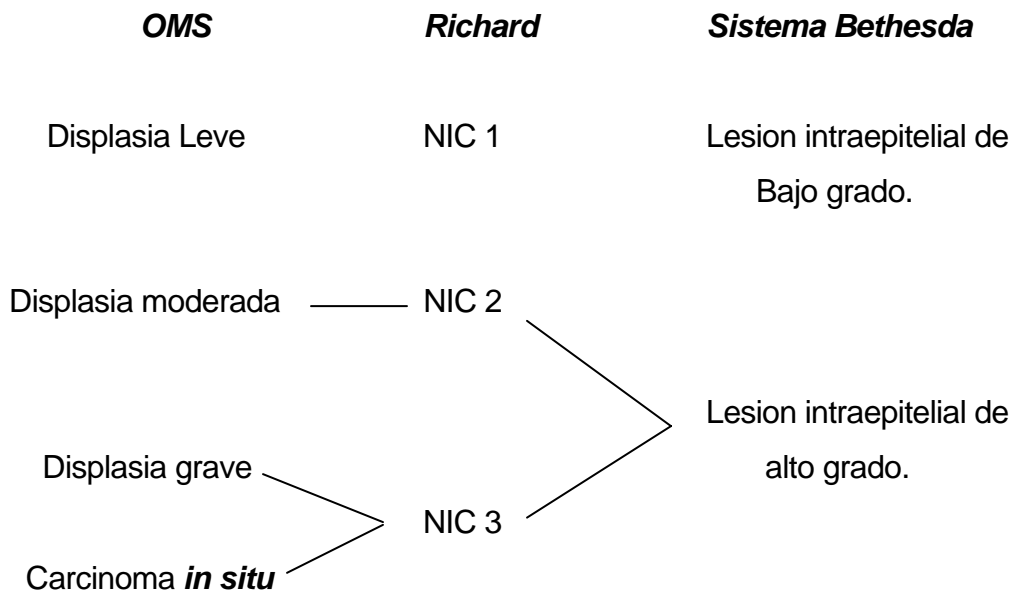 OMS Richard Sistema Bethesda
Displasia Leve NIC 1 Lesion intraepitelial de
Bajo grado.
Displasia moderada NIC 2
Lesion intraepitelial de
Displasia grave alto grado.
NIC 3
Carcinoma in situ